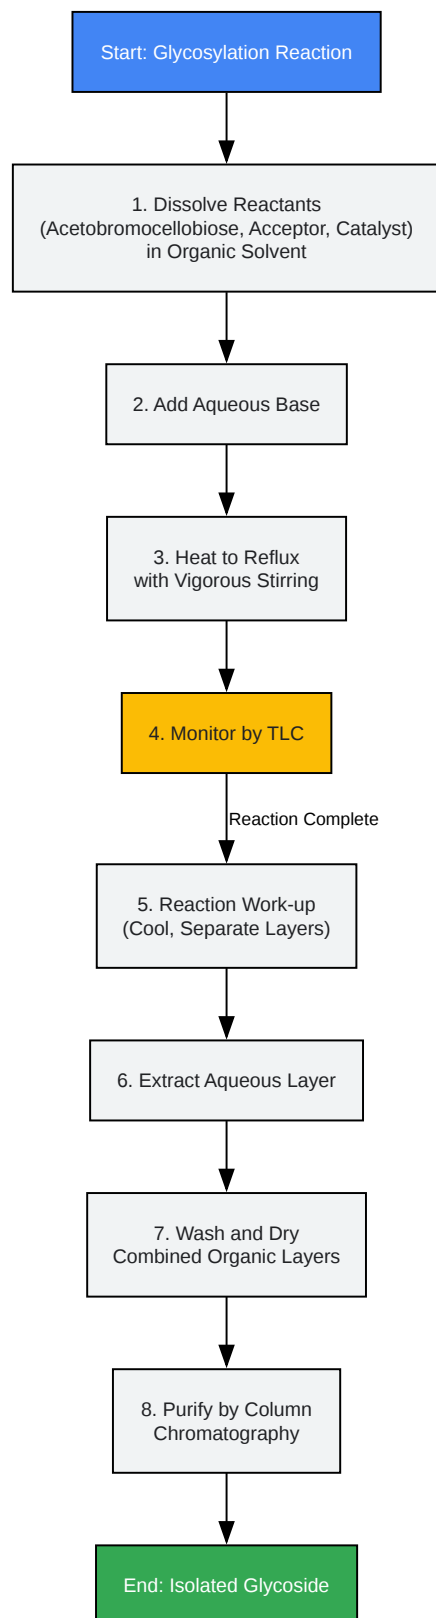 Start: Glycosylation Reaction
1. Dissolve Reactants
(Acetobromocellobiose, Acceptor, Catalyst)
in Organic Solvent
2. Add Aqueous Base
3. Heat to Reflux
with Vigorous Stirring
4. Monitor by TLC
Reaction Complete
5. Reaction Work-up
(Cool, Separate Layers)
6. Extract Aqueous Layer
7. Wash and Dry
Combined Organic Layers
8. Purify by Column
Chromatography
End: Isolated Glycoside